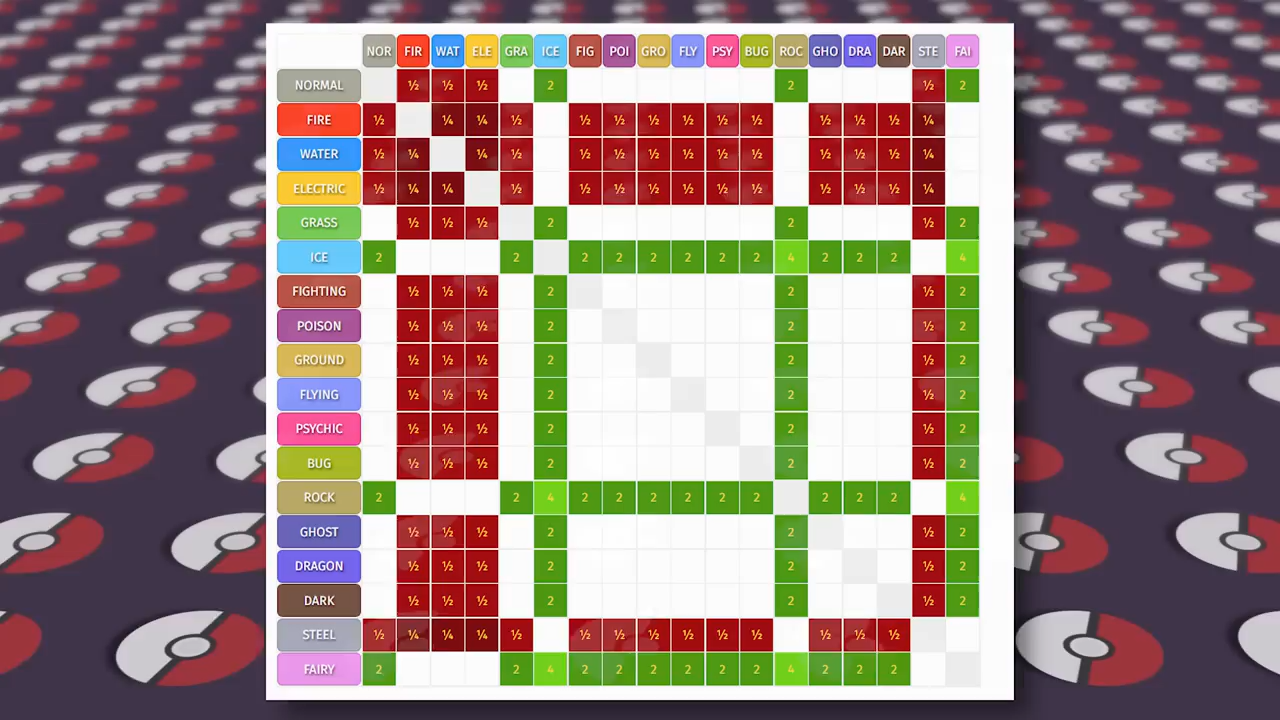 NOR FIR WAT ELE GRA ICE FIG POI GRO FLY PSY BUG ROC GHO DRA DAR STE FAI
NORMAL ½ ½ ½ 2 2 ½ 2
FIRE ½ ¼ ¼ ½ ½ ½ ½ ½ ½ ½ ½ ½ ½ ¼
WATER ½ ¼ ¼ ½ ½ ½ ½ ½ ½ ½ ½ ½ ½ ¼
ELECTRIC ½ ¼ ¼ ½ ½ ½ ½ ½ ½ ½ ½ ½ ½ ¼
GRASS ½ ½ ½ 2 2 ½ 2
ICE 2 2 2 2 2 2 2 2 4 2 2 2 4
FIGHTING ½ ½ ½ 2 2 ½ 2
POISON ½ ½ ½ 2 2 ½ 2
GROUND ½ ½ ½ 2 2 ½ 2
FLYING ½ ½ ½ 2 2 ½ 2
PSYCHIC ½ ½ ½ 2 2 ½ 2
BUG ½ ½ ½ 2 2 ½ 2
ROCK 2 2 4 2 2 2 2 2 2 2 2 2 4
GHOST ½ ½ ½ 2 2 ½ 2
DRAGON ½ ½ ½ 2 2 ½ 2
DARK ½ ½ ½ 2 2 ½ 2
STEEL ½ ¼ ¼ ¼ ½ ½ ½ ½ ½ ½ ½ ½ ½ ½
FAIRY 2 2 4 2 2 2 2 2 2 4 2 2 2